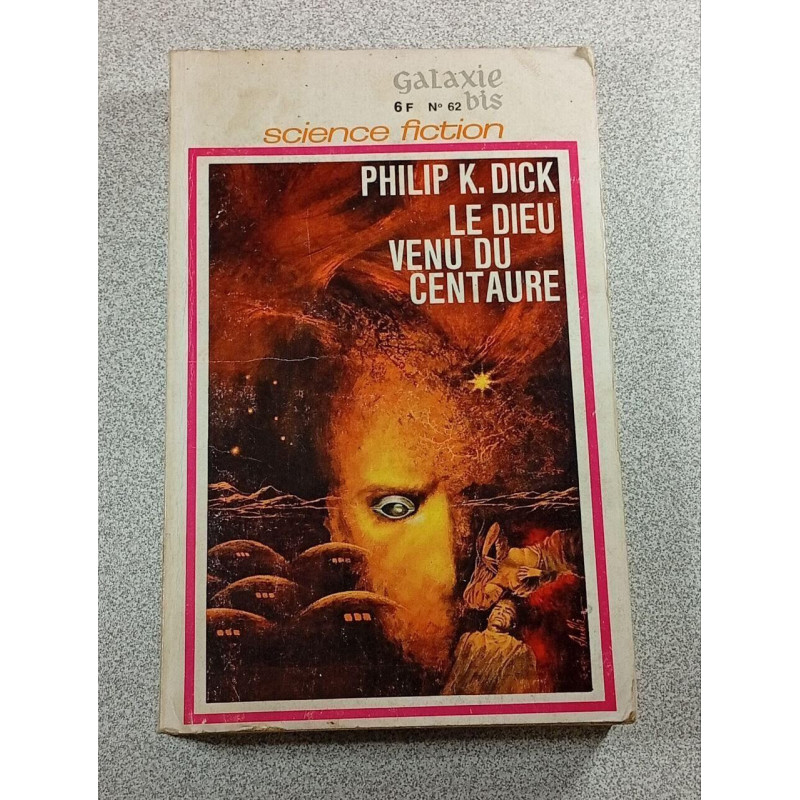 Galaxie
6 F N° 62 bis
science fiction
PHILIP K. DICK
LE DIEU
VENU DU
CENTAURE